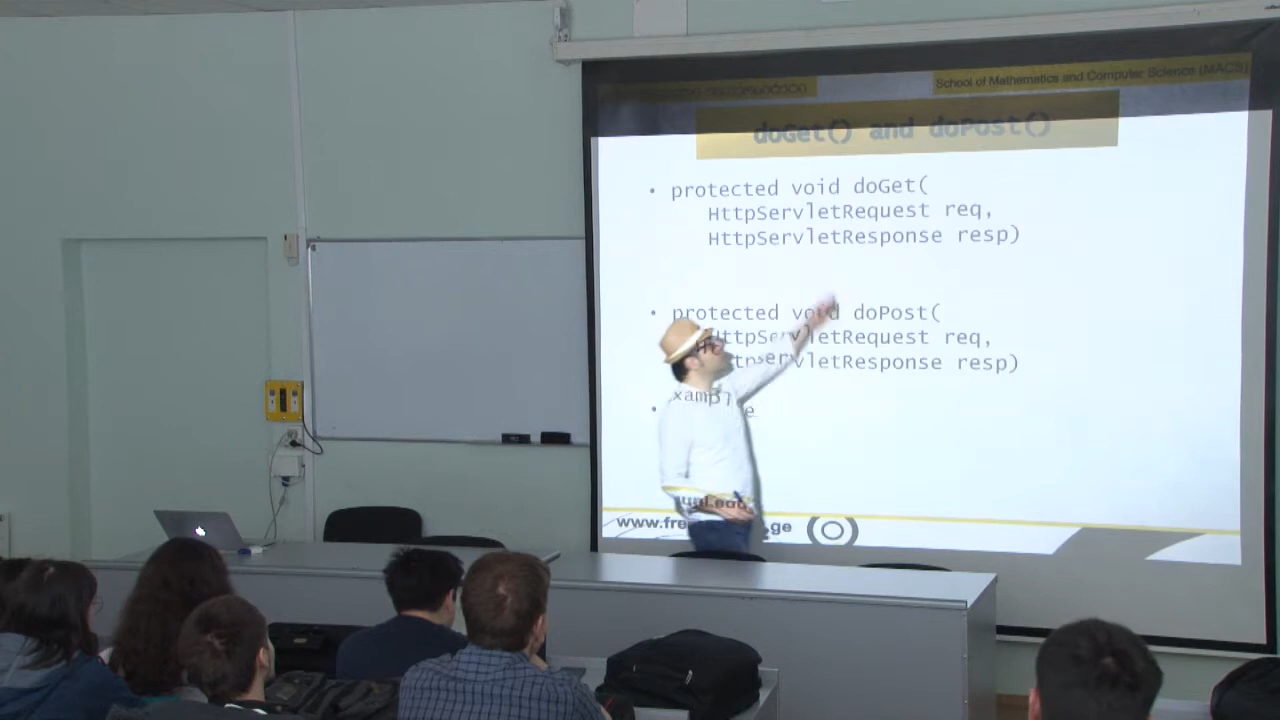 School of Mathematics and Computer Science (MACS)
doGet() and doPost()
• protected void doGet(
HttpServletRequest req,
HttpServletResponse resp)
• protected void doPost(
HttpServletRequest req,
HttpServletResponse resp)
•
www.fre ge